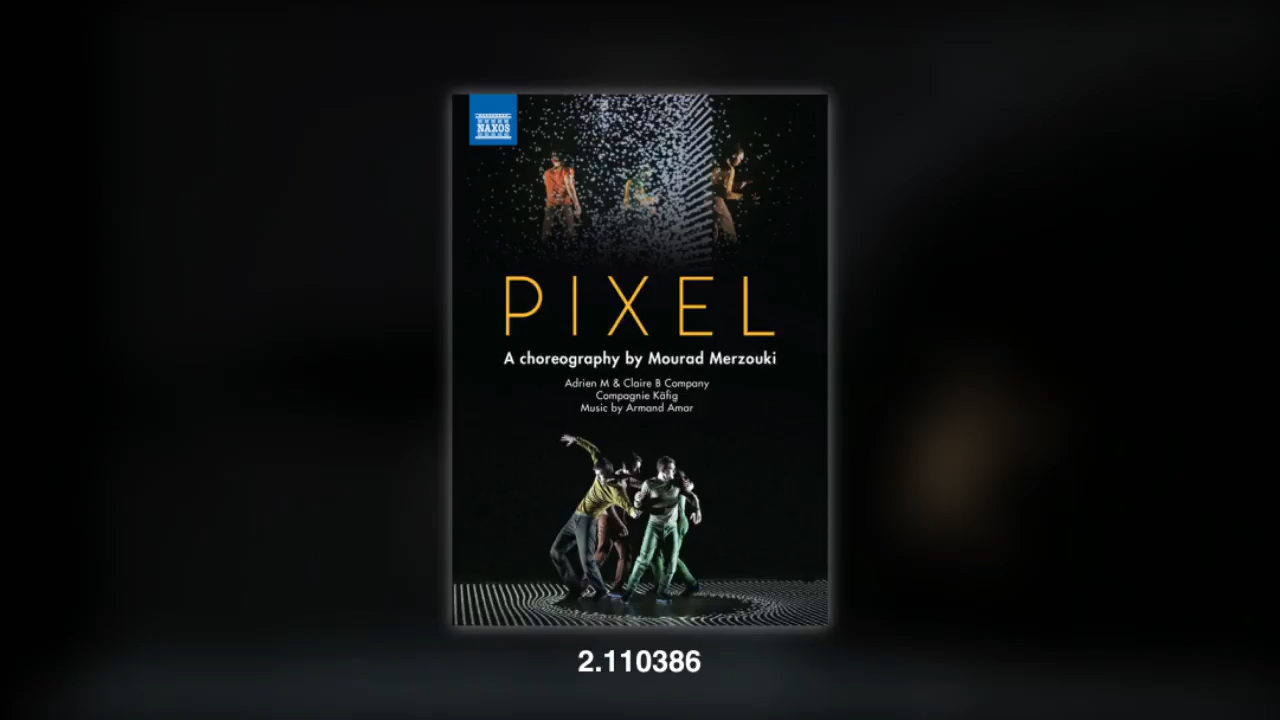 NAXOS
PIXEL
A choreography by Mourad Merzouki
Adrien M & Claire B Company
Compagnie Käfig
Music by Armand Amar
2.110386